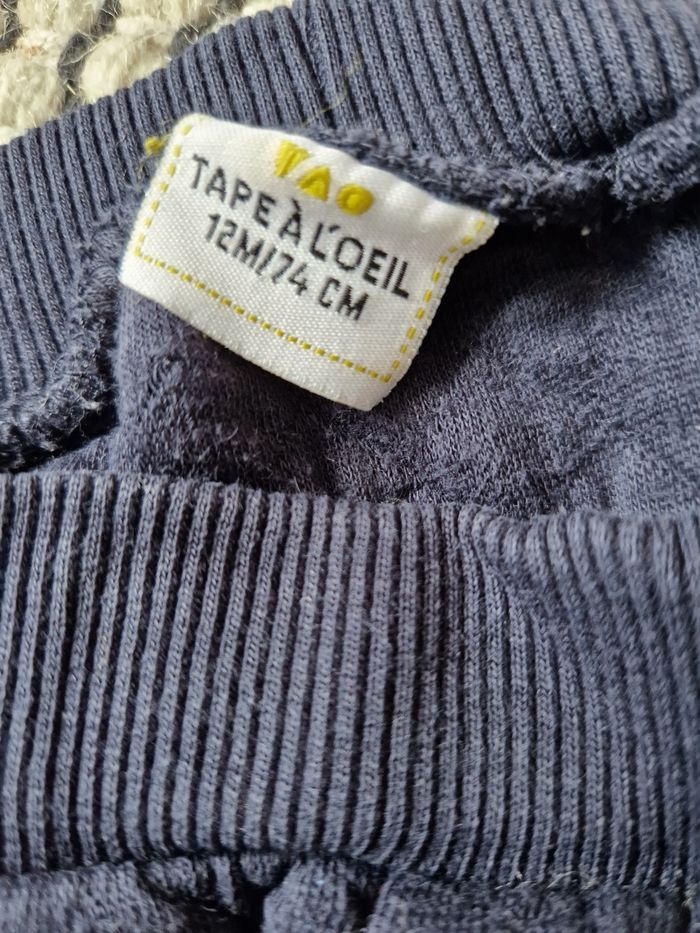 TAO
TAPE À L'OEIL
12M/74 CM